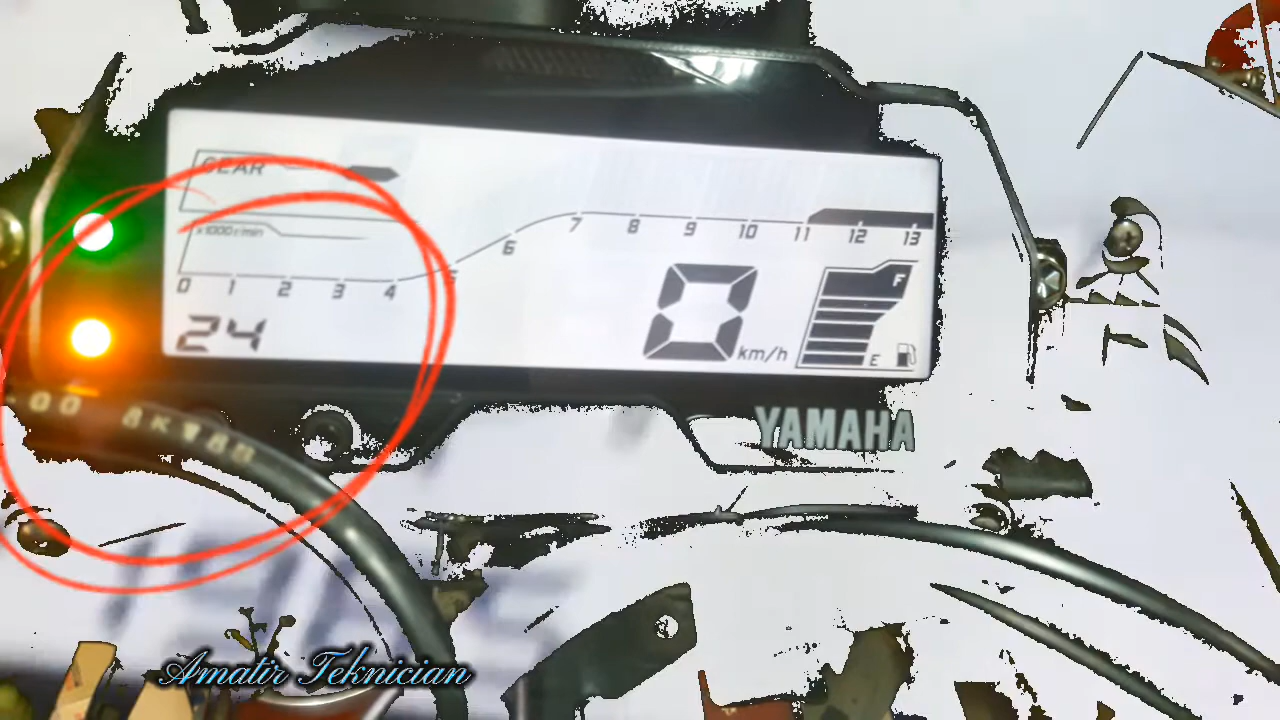 GEAR
x1000 r/min
0 1 2 3 4 5 6 7 8 9 10 11 12 13
24
0 km/h
F
E
YAMAHA
Amatir Teknician